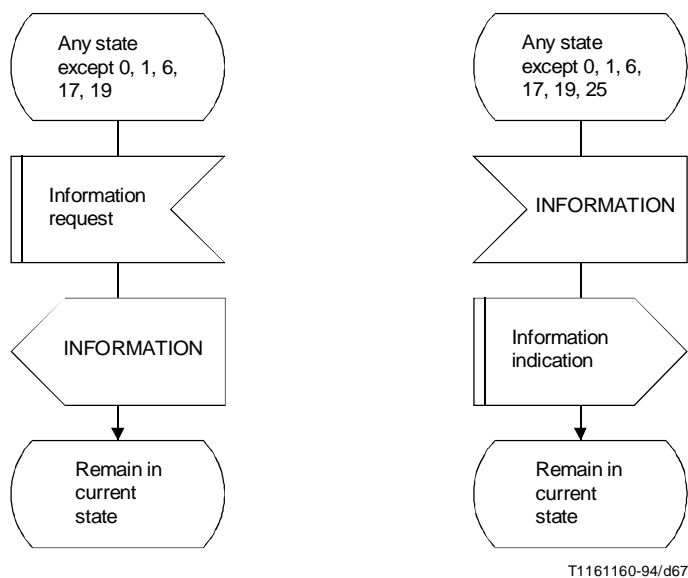 Any state
except 0, 1, 6,
17, 19
Information
request
INFORMATION
Remain in
current
state
Any state
except 0, 1, 6,
17, 19, 25
INFORMATION
Information
indication
Remain in
current
state
T1161160-94/d67